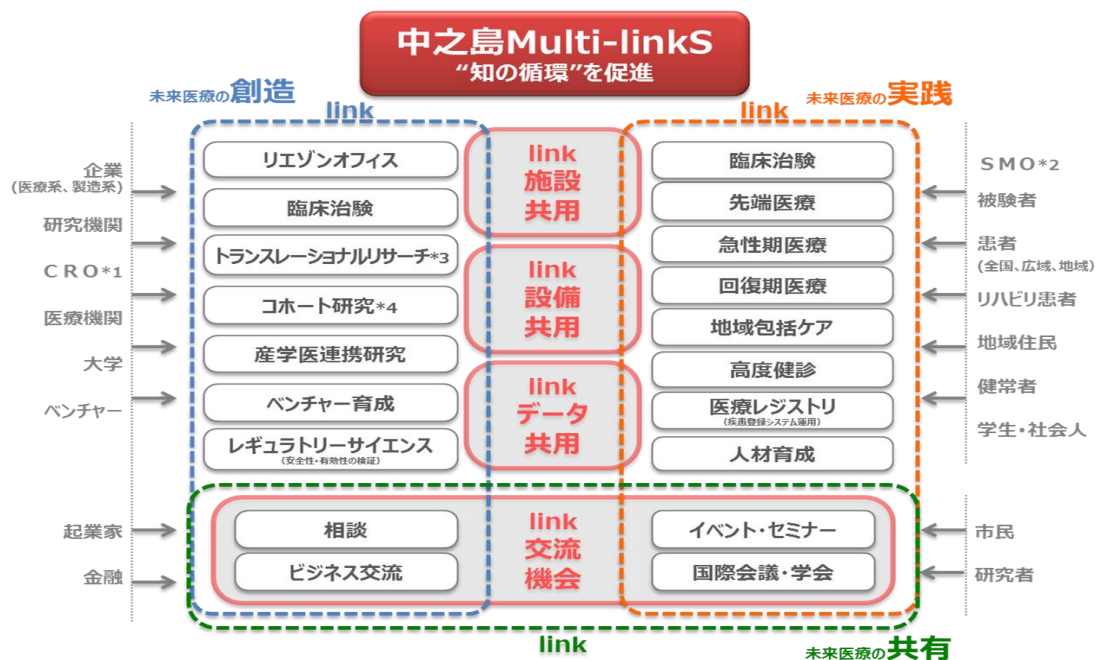 中之島Multi-linkS
“知の循環”を促進
未来医療の創造
link
未来医療の実践
link
企業
(医療系、製造系)
研究機関
ＣＲＯ*1
医療機関
大学
ベンチャー
リエゾンオフィス
臨床治験
トランスレーショナルリサーチ*3
コホート研究*4
産学医連携研究
ベンチャー育成
レギュラトリーサイエンス
(安全性・有効性の検証)
link
施設
共用
link
設備
共用
link
データ
共用
臨床治験
先端医療
急性期医療
回復期医療
地域包括ケア
高度健診
医療レジストリ
(疾患登録システム運用)
人材育成
ＳＭＯ*2
被験者
患者
(全国、広域、地域)
リハビリ患者
地域住民
健常者
学生・社会人
起業家
金融
相談
ビジネス交流
link
交流
機会
イベント・セミナー
国際会議・学会
市民
研究者
link
未来医療の共有